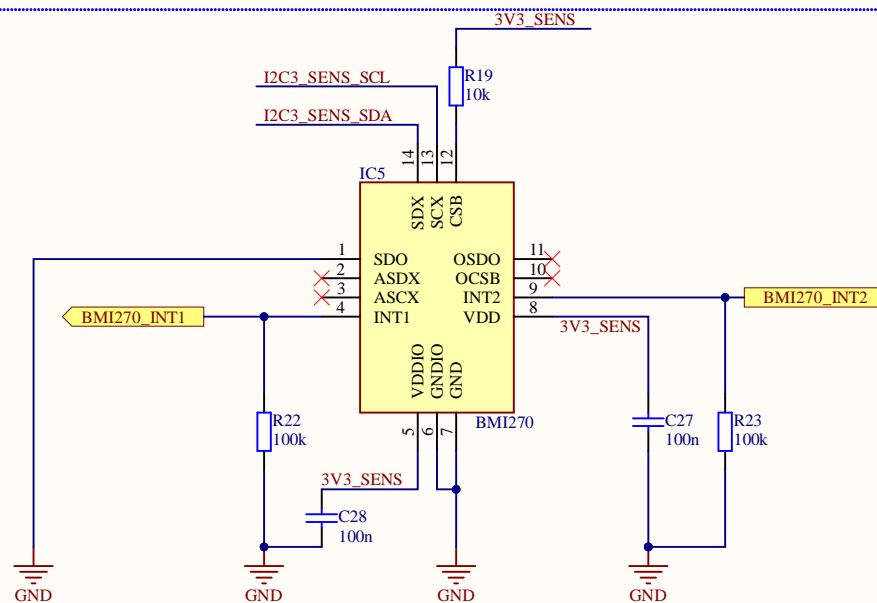 3V3_SENS
R19
10k
I2C3_SENS_SCL
I2C3_SENS_SDA
14
13
12
IC5
SDX
SCX
CSB
1
SDO
OSDO
11
2
ASDX
OCSB
10
3
ASCX
INT2
9
BMI270_INT2
4
INT1
VDD
8
BMI270_INT1
3V3_SENS
VDDIO
GNDIO
GND
5
6
7
BMI270
R22
100k
C27
100n
R23
100k
3V3_SENS
C28
100n
GND
GND
GND
GND